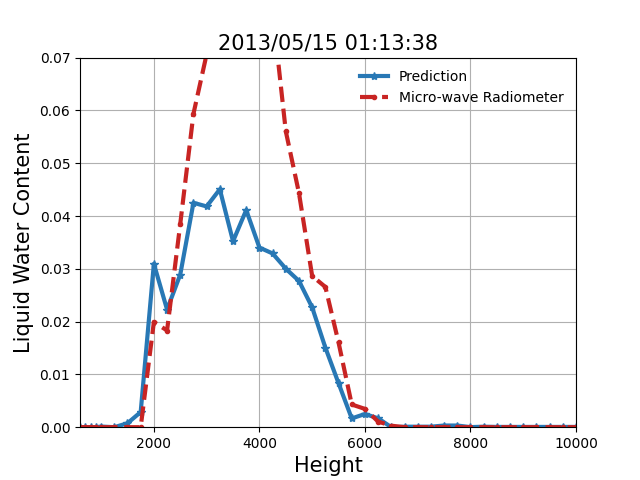 2013/05/15 01:13:38
Prediction
Micro-wave Radiometer
Liquid Water Content
0.07
0.06
0.05
0.04
0.03
0.02
0.01
0.00
2000 4000 6000 8000 10000
Height